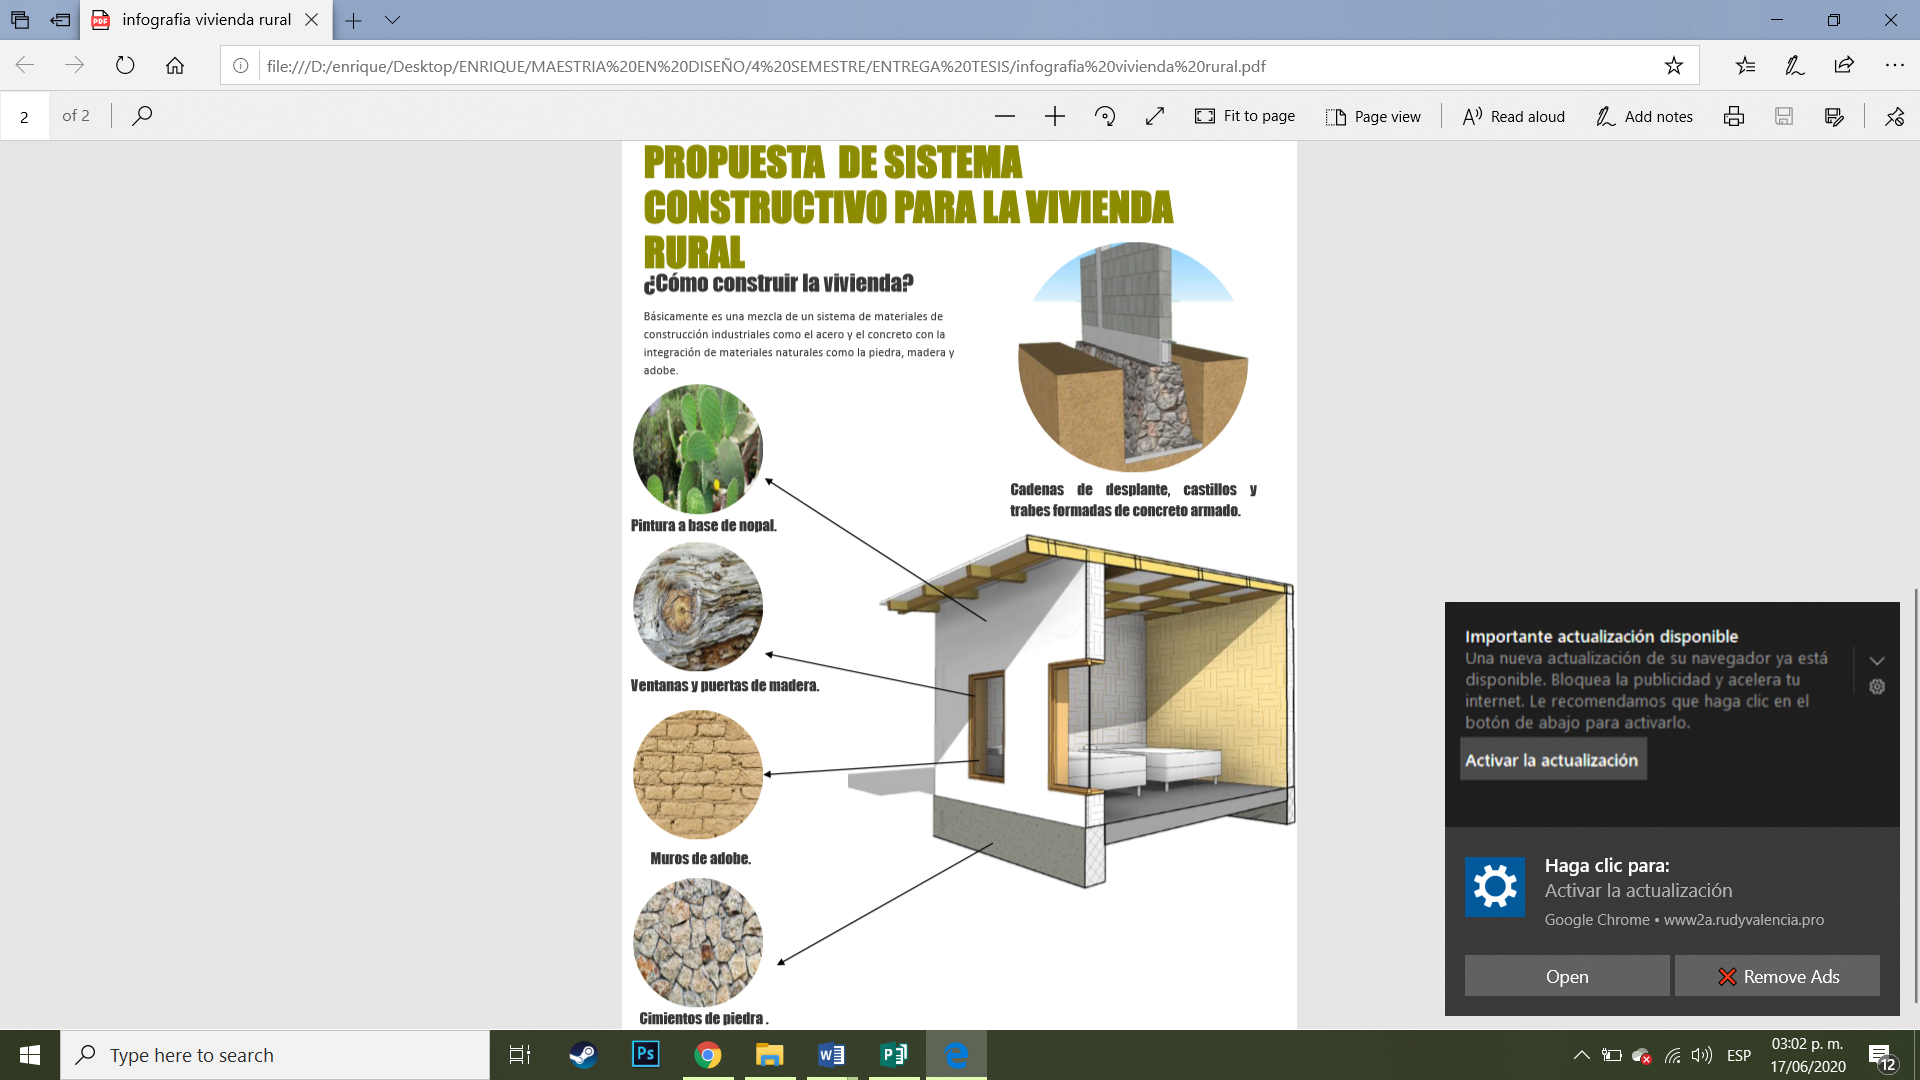 infografia vivienda rural
file:///D:/enrique/Desktop/ENRIQUE/MAESTRIA%20EN%20DISEÑO/4%20SEMESTRE/ENTREGA%20TESIS/infografia%20vivienda%20rural.pdf
2 of 2
Fit to page
Page view
Read aloud
Add notes
PROPUESTA DE SISTEMA
CONSTRUCTIVO PARA LA VIVIENDA
RURAL
¿Cómo construir la vivienda?
Básicamente es una mezcla de un sistema de materiales de
construcción industriales como el acero y el concreto con la
integración de materiales naturales como la piedra, madera y
adobe.
Cadenas de desplante, castillos y
trabes formadas de concreto armado.
Pintura a base de nopal.
Ventanas y puertas de madera.
Muros de adobe.
Cimientos de piedra.
Importante actualización disponible
Una nueva actualización de su navegador ya está
disponible. Bloquea la publicidad y acelera tu
internet. Le recomendamos que haga clic en el
botón de abajo para activarlo.
Activar la actualización
Haga clic para:
Activar la actualización
Google Chrome • www2a.rudyvalencia.pro
Open
Remove Ads
Type here to search
Ps
ESP
03:02 p. m.
17/06/2020
12